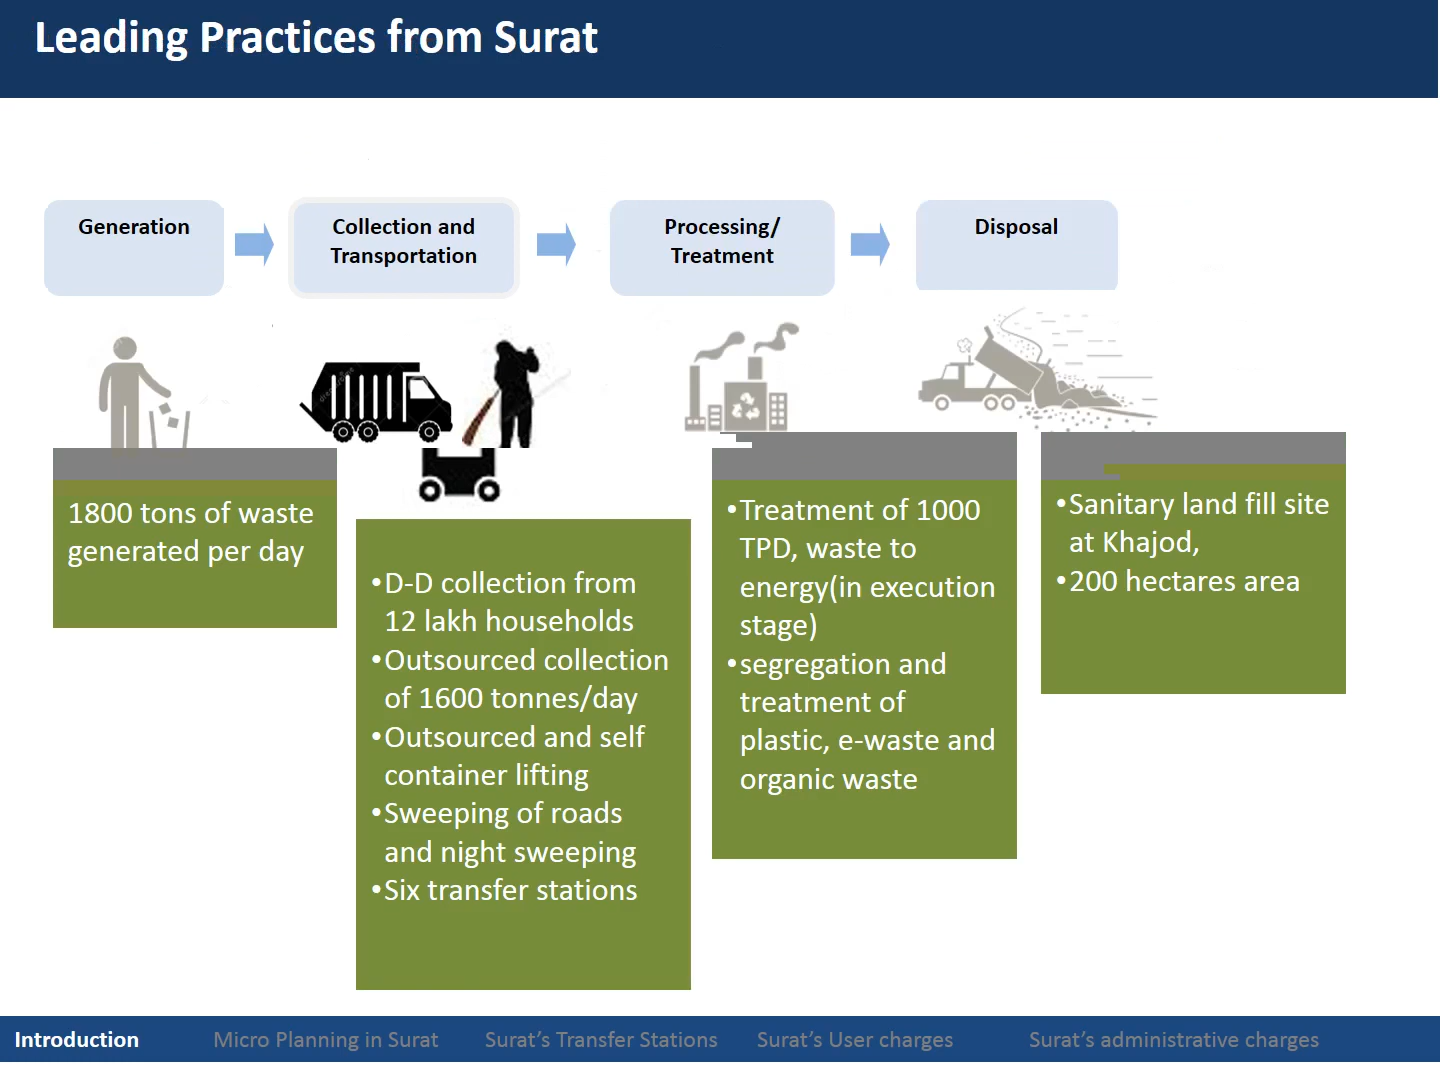 Leading Practices from Surat
Generation
Collection and
Transportation
Processing/
Treatment
Disposal
1800 tons of waste
generated per day
•D-D collection from
12 lakh households
•Outsourced collection
of 1600 tonnes/day
•Outsourced and self
container lifting
•Sweeping of roads
and night sweeping
•Six transfer stations
•Treatment of 1000
TPD, waste to
energy(in execution
stage)
•segregation and
treatment of
plastic, e-waste and
organic waste
•Sanitary land fill site
at Khajod,
•200 hectares area
Introduction
Micro Planning in Surat
Surat’s Transfer Stations
Surat’s User charges
Surat’s administrative charges